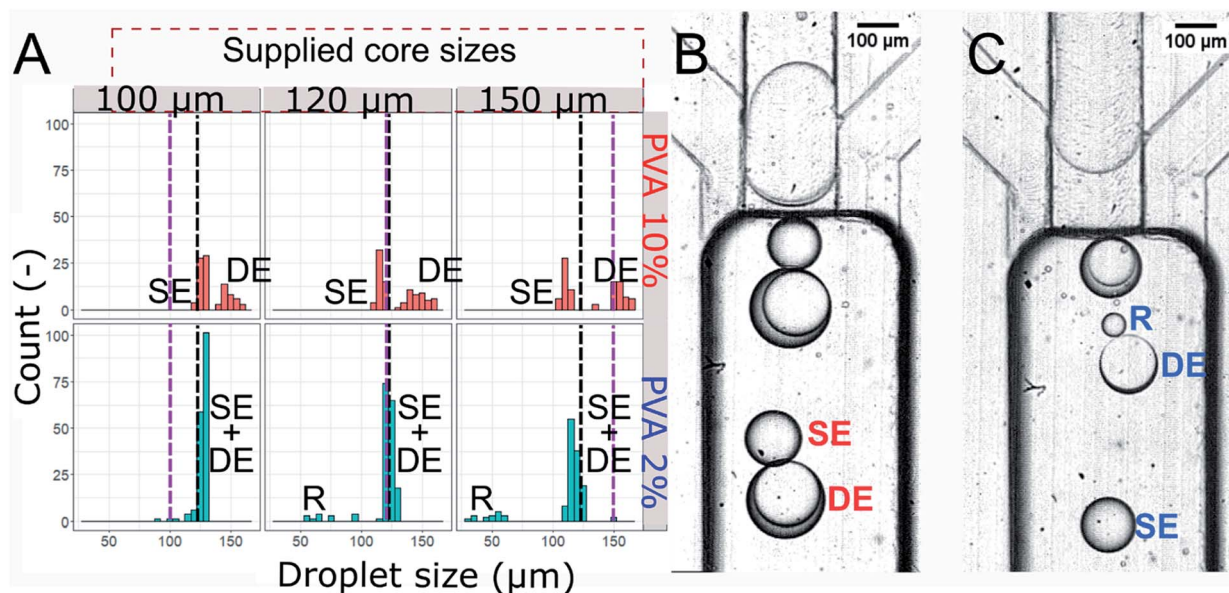 A
Supplied core sizes
100 μm
120 μm
150 μm
Count (-)
100
75
50
25
0
SE
DE
SE
DE
SE
DE
PVA 10%
100
75
50
25
0
SE
+
DE
R
SE
+
DE
R
SE
+
DE
PVA 2%
50
100
150
50
100
150
50
100
150
Droplet size (μm)
B
100 μm
SE
DE
C
100 μm
R
DE
SE